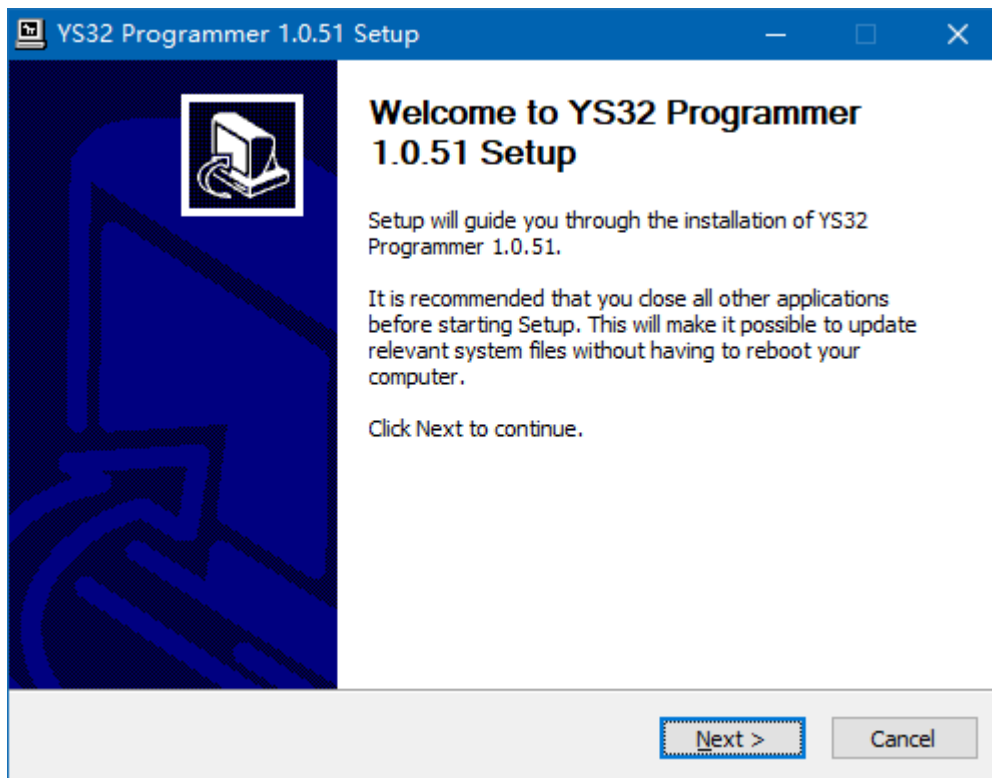 YS32 Programmer 1.0.51 Setup
Welcome to YS32 Programmer
1.0.51 Setup
Setup will guide you through the installation of YS32
Programmer 1.0.51.
It is recommended that you close all other applications
before starting Setup. This will make it possible to update
relevant system files without having to reboot your
computer.
Click Next to continue.
Next >
Cancel